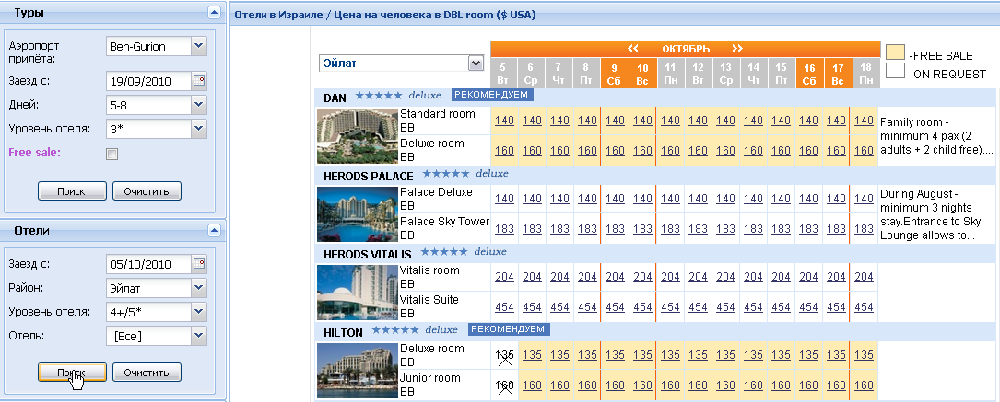 Туры
Аэропорт
прилёта:
Ben-Gurion
Заезд с:
19/09/2010
Дней:
5-8
Уровень отеля:
3*
Free sale:
Поиск
Очистить
Отели
Заезд с:
05/10/2010
Район:
Эйлат
Уровень отеля:
4+/5*
Отель:
[Все]
Поиск
Очистить
Отели в Израиле / Цена на человека в DBL room ($ USA)
Эйлат
« ОКТЯБРЬ »
5 6 7 8 9 10 11 12 13 14 15 16 17 18
Вт Ср Чт Пт Сб Вс Пн Вт Ср Чт Пт Сб Вс Пн
-FREE SALE
-ON REQUEST
DAN ★★★★★ deluxe РЕКОМЕНДУЕМ
Standard room
BB
140 140 140 140 140 140 140 140 140 140 140 140 140 140
Deluxe room
BB
160 160 160 160 160 160 160 160 160 160 160 160 160 160
Family room -
minimum 4 pax (2
adults + 2 child free)....
HERODS PALACE ★★★★★ deluxe
Palace Deluxe
BB
140 140 140 140 140 140 140 140 140 140 140 140 140 140
Palace Sky Tower
BB
183 183 183 183 183 183 183 183 183 183 183 183 183 183
During August -
minimum 3 nights
stay.Entrance to Sky
Lounge allows to...
HERODS VITALIS ★★★★★ deluxe
Vitalis room
BB
204 204 204 204 204 204 204 204 204 204 204 204 204 204
Vitalis Suite
BB
454 454 454 454 454 454 454 454 454 454 454 454 454 454
HILTON ★★★★★ deluxe РЕКОМЕНДУЕМ
Deluxe room
BB
135 135 135 135 135 135 135 135 135 135 135 135 135 135
Junior room
BB
168 168 168 168 168 168 168 168 168 168 168 168 168 168